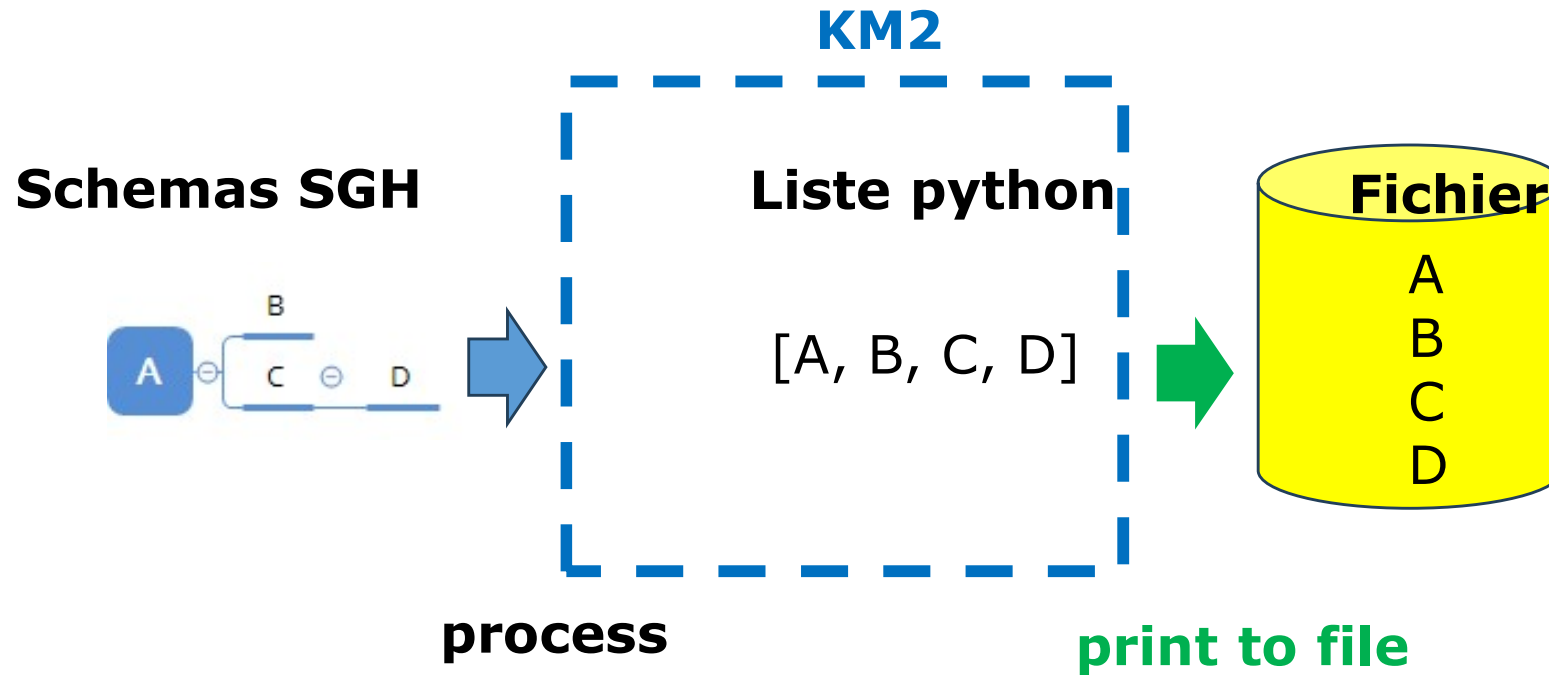 KM2
Schemas SGH
Liste python
Fichier
B
A
C
D
[A, B, C, D]
A
B
C
D
process
print to file